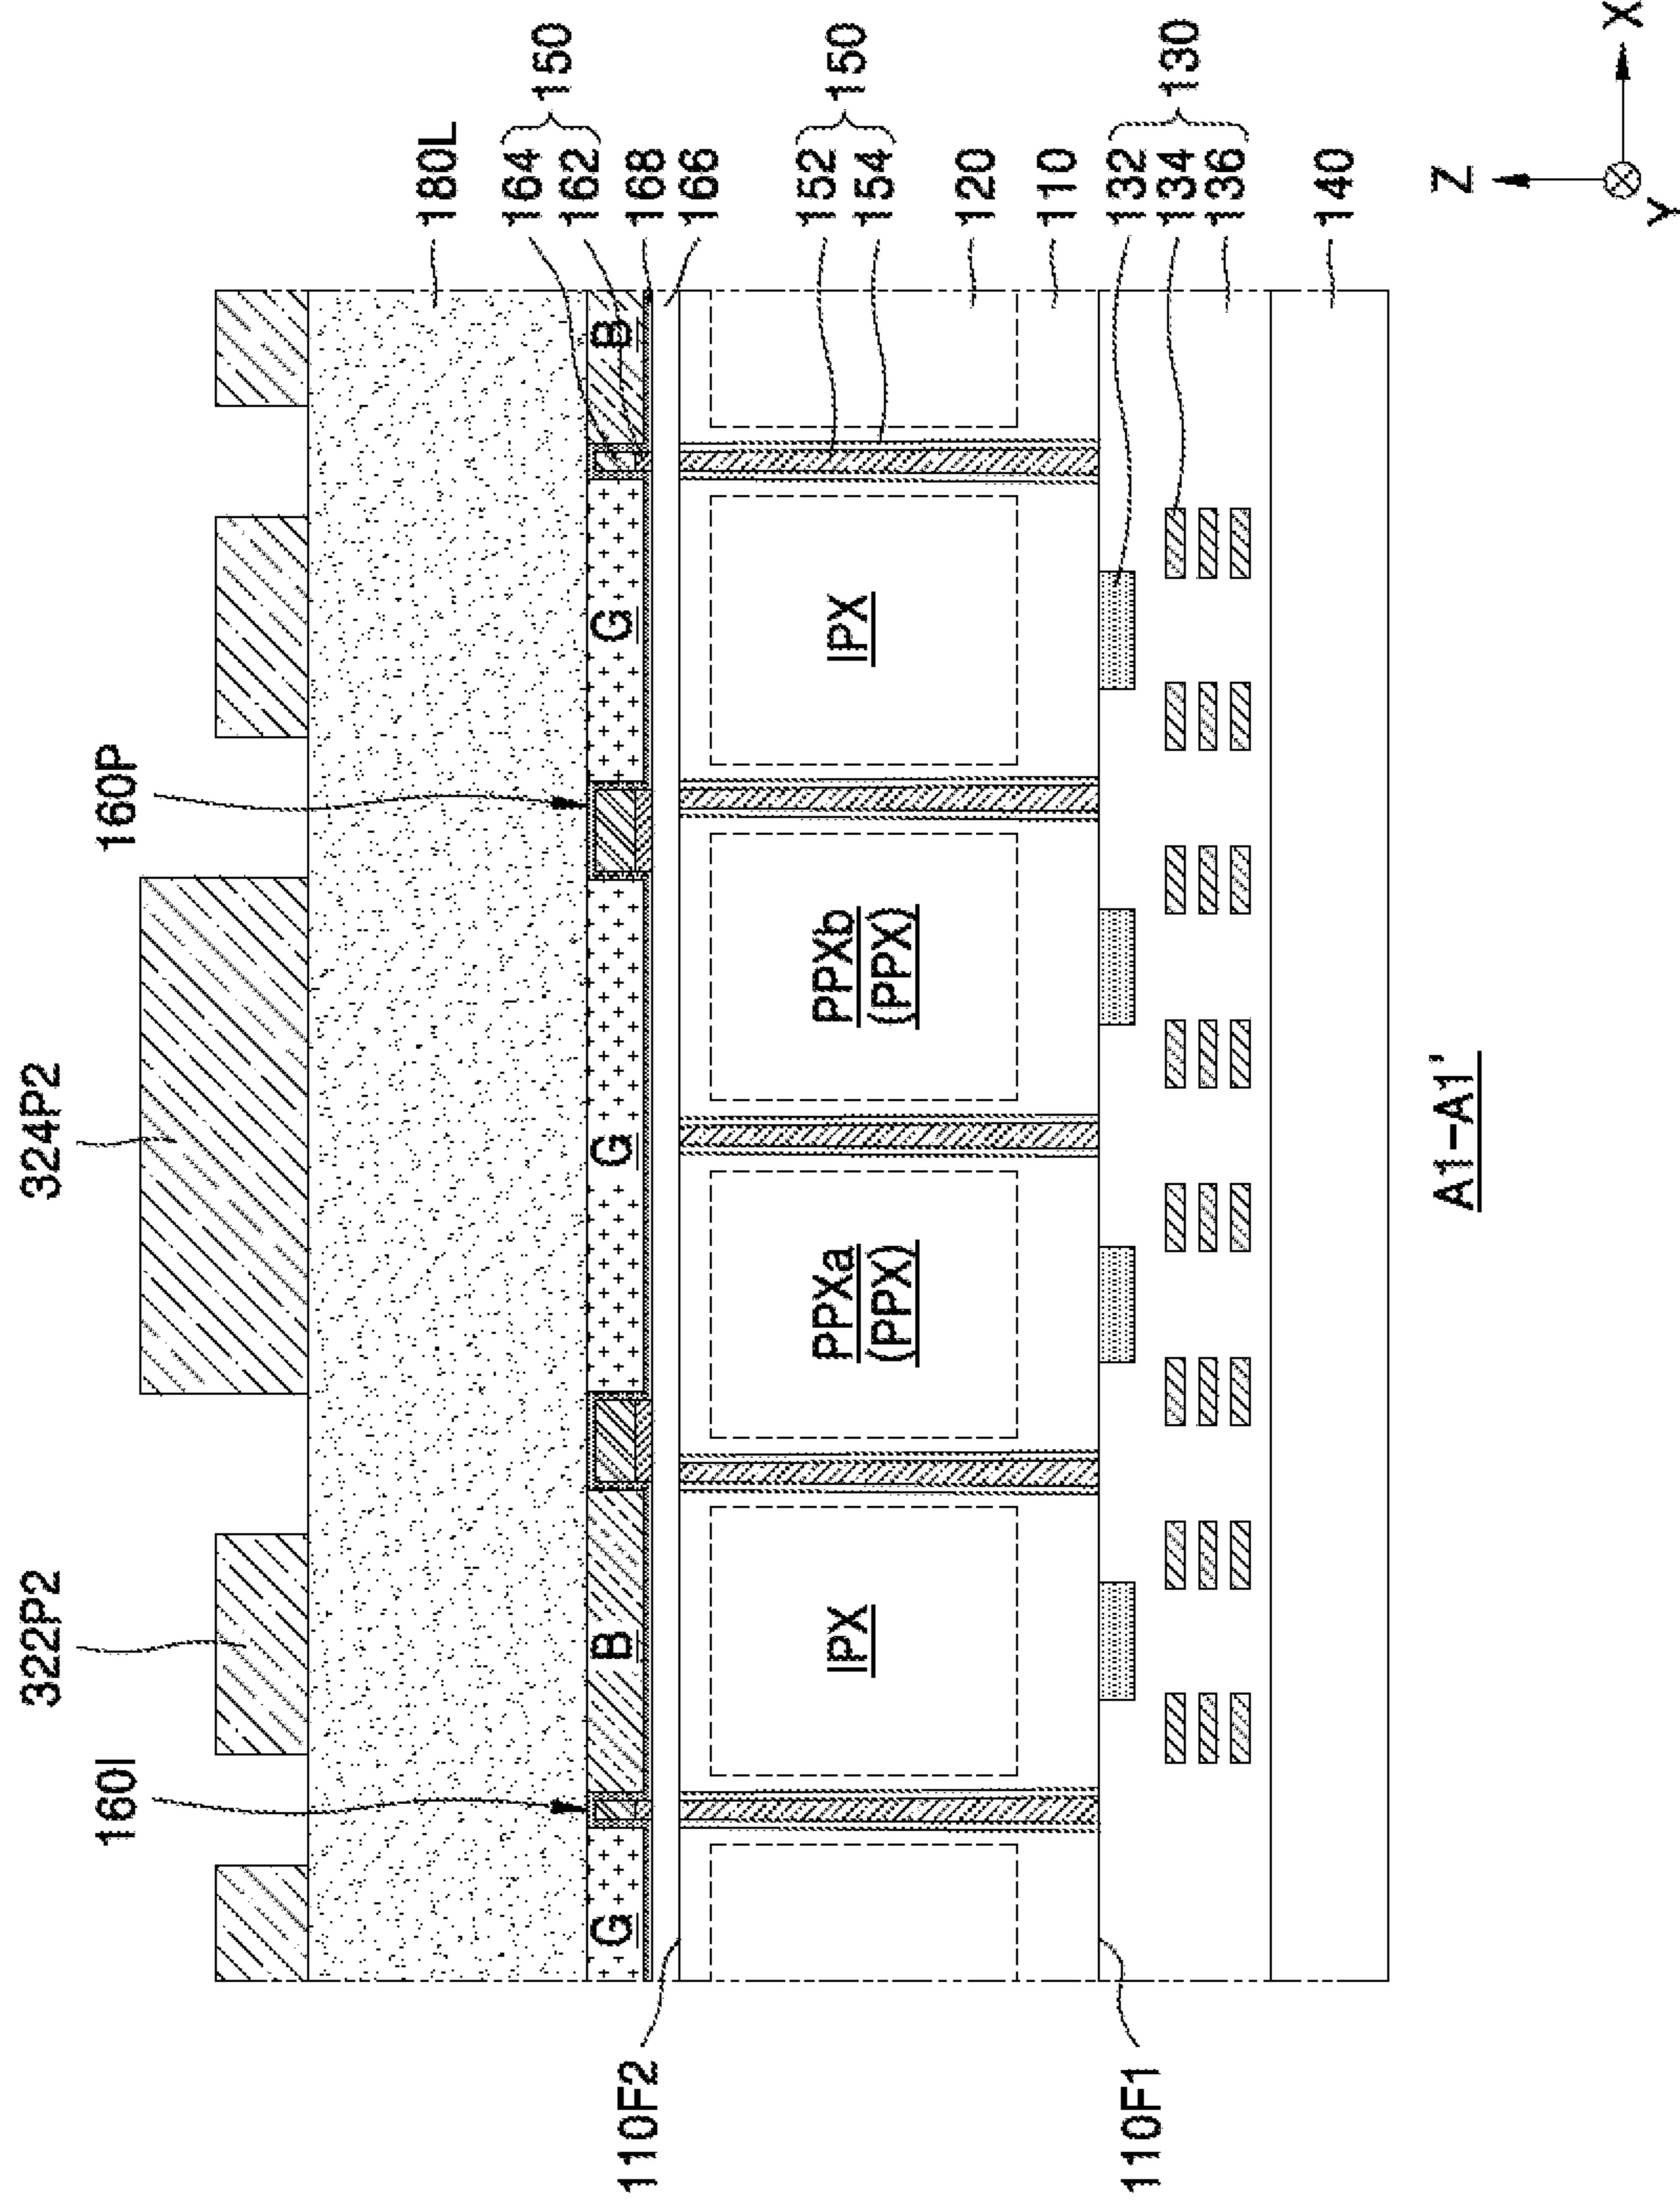 322P2
324P2
160I
160P
180L
164
162
150
168
166
G
B
G
G
B
110F2
152
154
150
IPX
PPXa
(PPX)
PPXb
(PPX)
IPX
120
110
110F1
132
134
136
130
140
A1-A1'
Z
Y
X